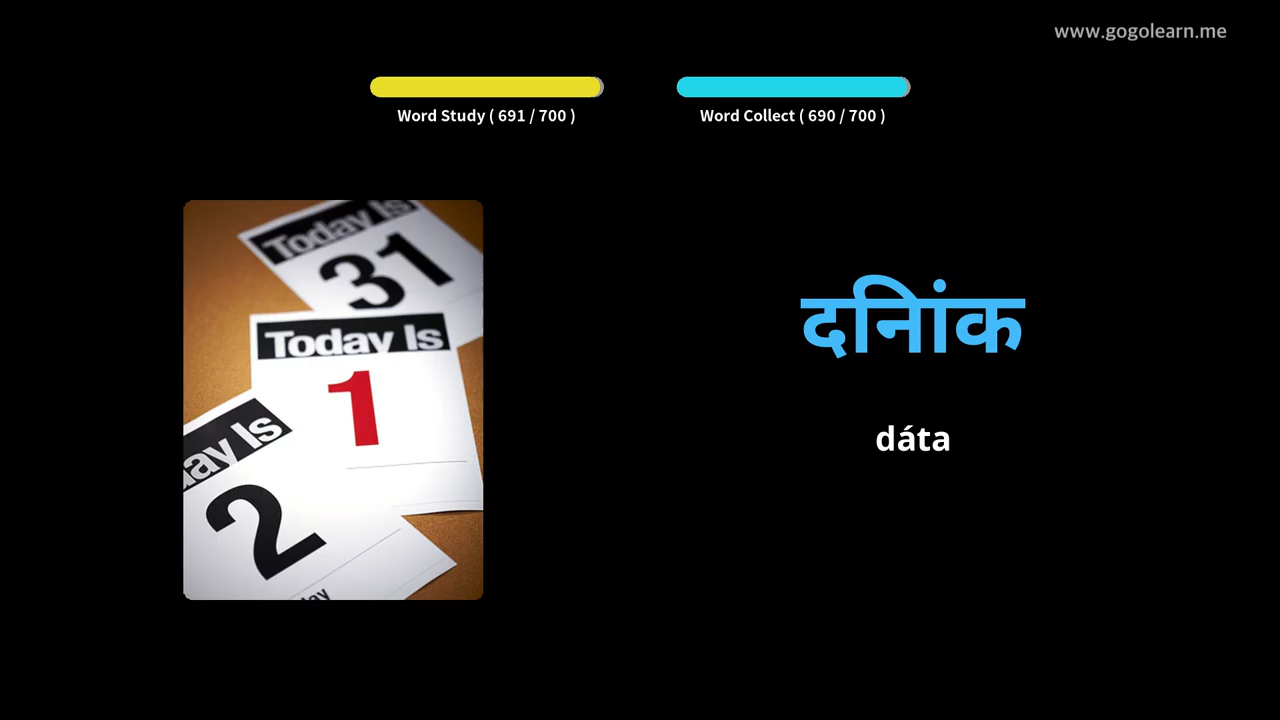 www.gogolearn.me
Word Study ( 691 / 700 )
Word Collect ( 690 / 700 )
Today Is
31
Today Is
1
ay Is
2
दनिांक
dáta